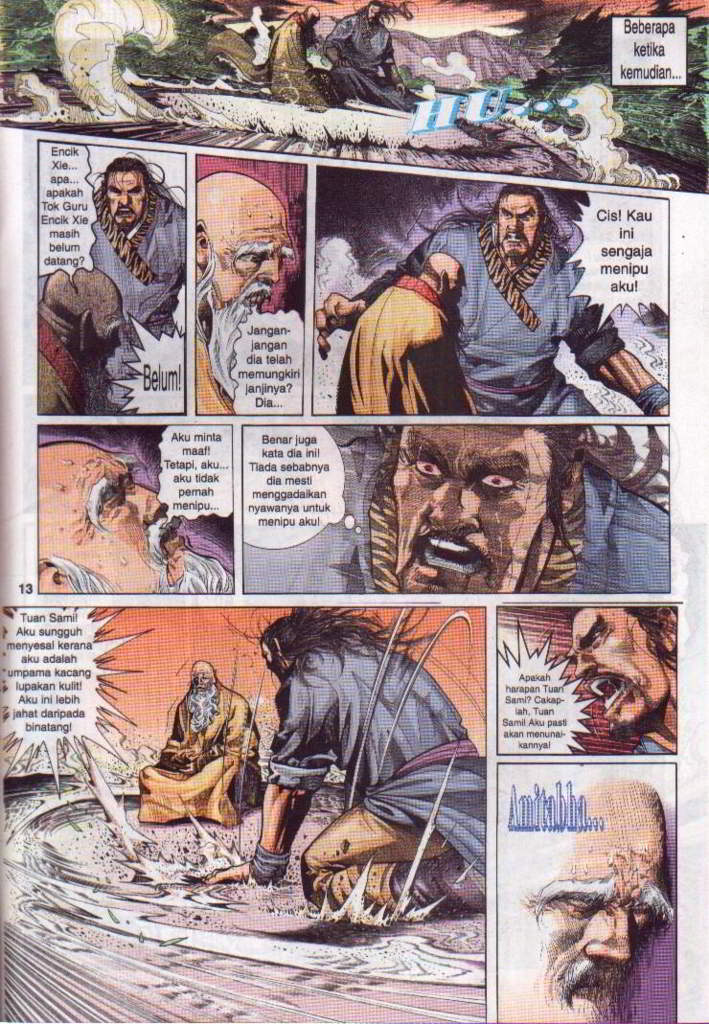 Beberapa
ketika
kemudian...
HU...
Encik
Xie...
apa...
apakah
Tok Guru
Encik Xie
masih
belum
datang?
Belum!
Jangan-
jangan
dia telah
memungkiri
janjinya?
Dia...
Cis! Kau
ini
sengaja
menipu
aku!
Aku minta
maaf!
Tetapi, aku...
aku tidak
pernah
menipu...
Benar juga
kata dia ini!
Tiada sebabnya
dia mesti
menggadaikan
nyawanya untuk
menipu aku!
13
Tuan Sami!
Aku sungguh
menyesal kerana
aku adalah
umpama kacang
lupakan kulit!
Aku ini lebih
jahat daripada
binatang!
Apakah
harapan Tuan
Sami? Cakap-
lah, Tuan
Sami! Aku pasti
akan menunai-
kannya!
Amitabha...